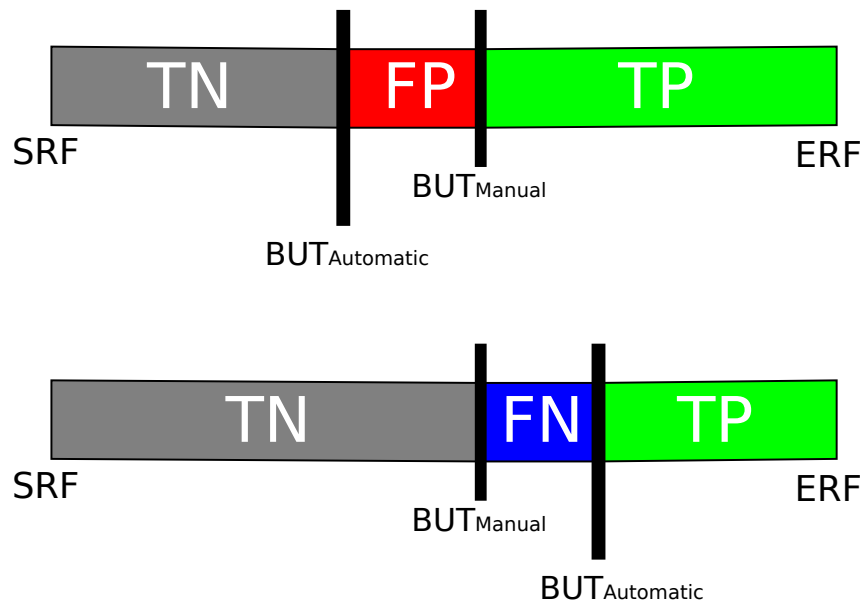 TN FP TP
SRF ERF
BUTManual
BUTAutomatic
TN FN TP
SRF ERF
BUTManual
BUTAutomatic